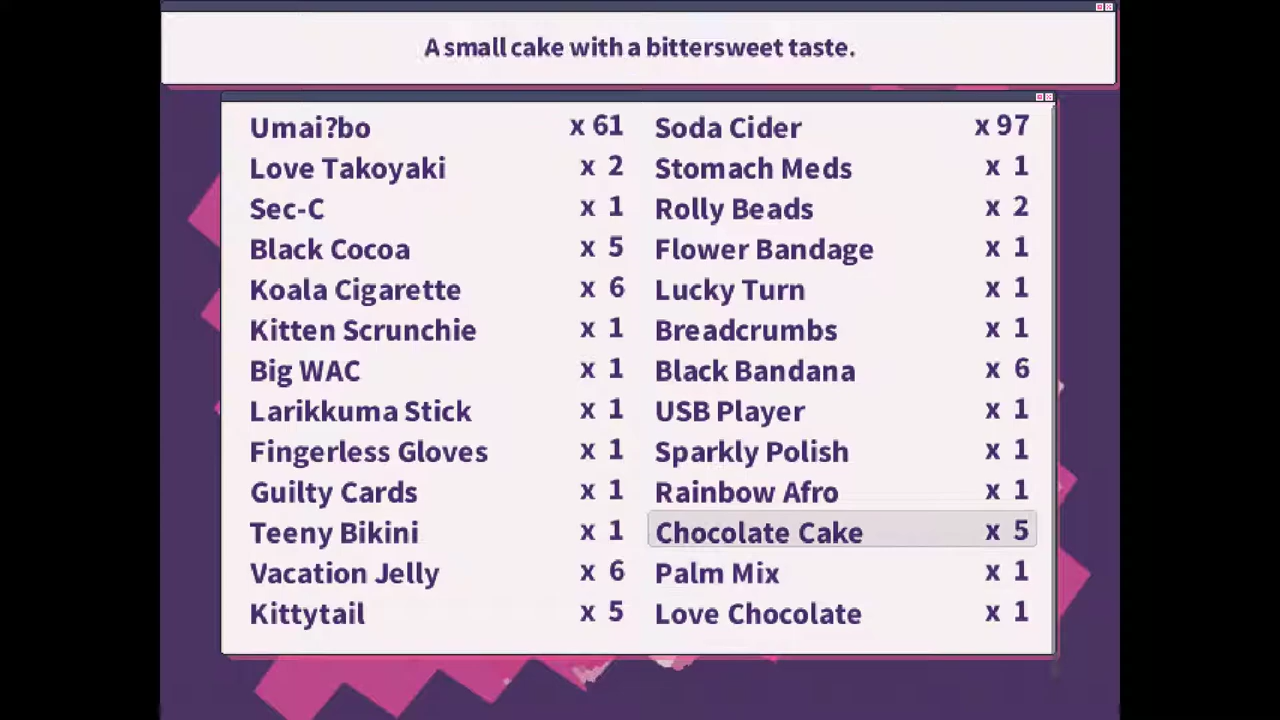 A small cake with a bittersweet taste.
Umai?bo x 61 Soda Cider x 97
Love Takoyaki x 2 Stomach Meds x 1
Sec-C x 1 Rolly Beads x 2
Black Cocoa x 5 Flower Bandage x 1
Koala Cigarette x 6 Lucky Turn x 1
Kitten Scrunchie x 1 Breadcrumbs x 1
Big WAC x 1 Black Bandana x 6
Larikkuma Stick x 1 USB Player x 1
Fingerless Gloves x 1 Sparkly Polish x 1
Guilty Cards x 1 Rainbow Afro x 1
Teeny Bikini x 1 Chocolate Cake x 5
Vacation Jelly x 6 Palm Mix x 1
Kittytail x 5 Love Chocolate x 1